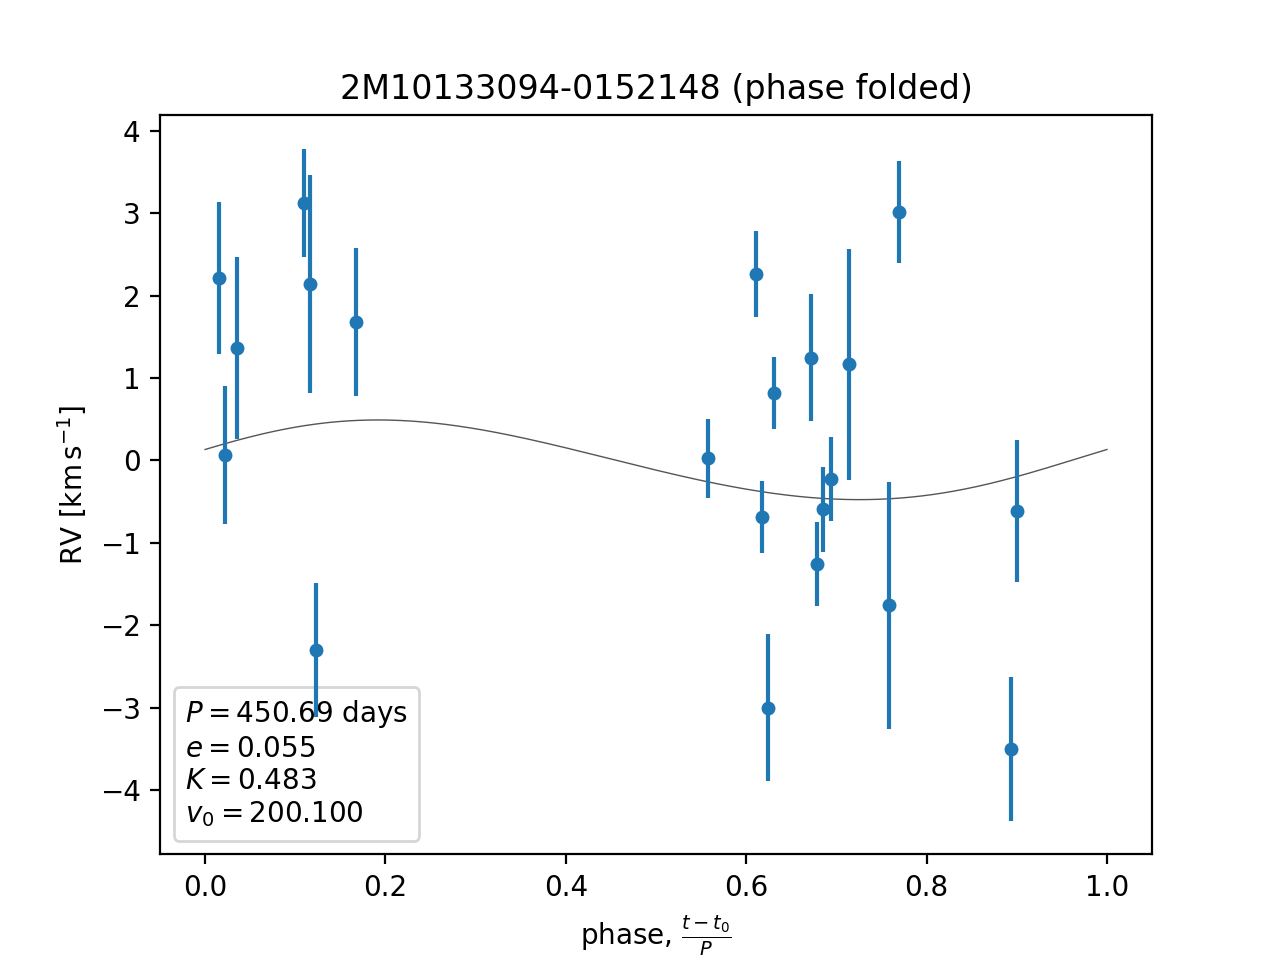 2M10133094-0152148 (phase folded)
4
3
2
1
0
−1
−2
−3
−4
RV [km s⁻¹]
P = 450.69 days
e = 0.055
K = 0.483
v₀ = 200.100
0.0 0.2 0.4 0.6 0.8 1.0
phase, (t − t₀)/P